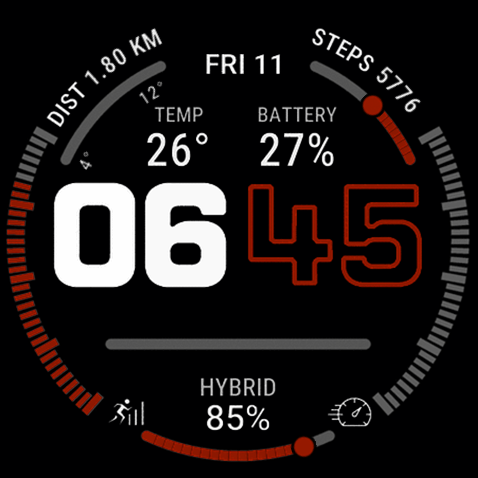 FRI 11
DIST 1.80 KM
STEPS 5776
12°
4°
TEMP
26°
BATTERY
27%
06 45
HYBRID
85%